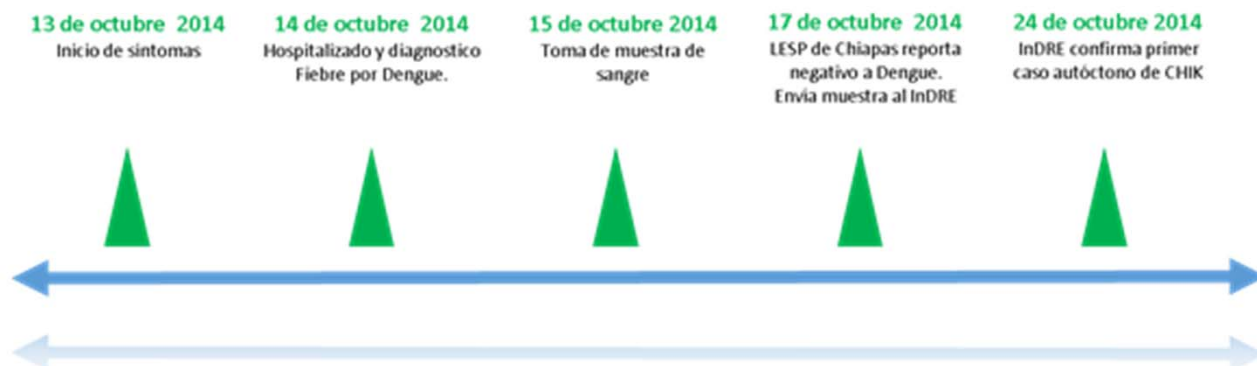 13 de octubre 2014
Inicio de sintomas
14 de octubre 2014
Hospitalizado y diagnostico
Fiebre por Dengue.
15 de octubre 2014
Toma de muestra de
sangre
17 de octubre 2014
LESP de Chiapas reporta
negativo a Dengue.
Envia muestra al InDRE
24 de octubre 2014
InDRE confirma primer
caso autóctono de CHIK